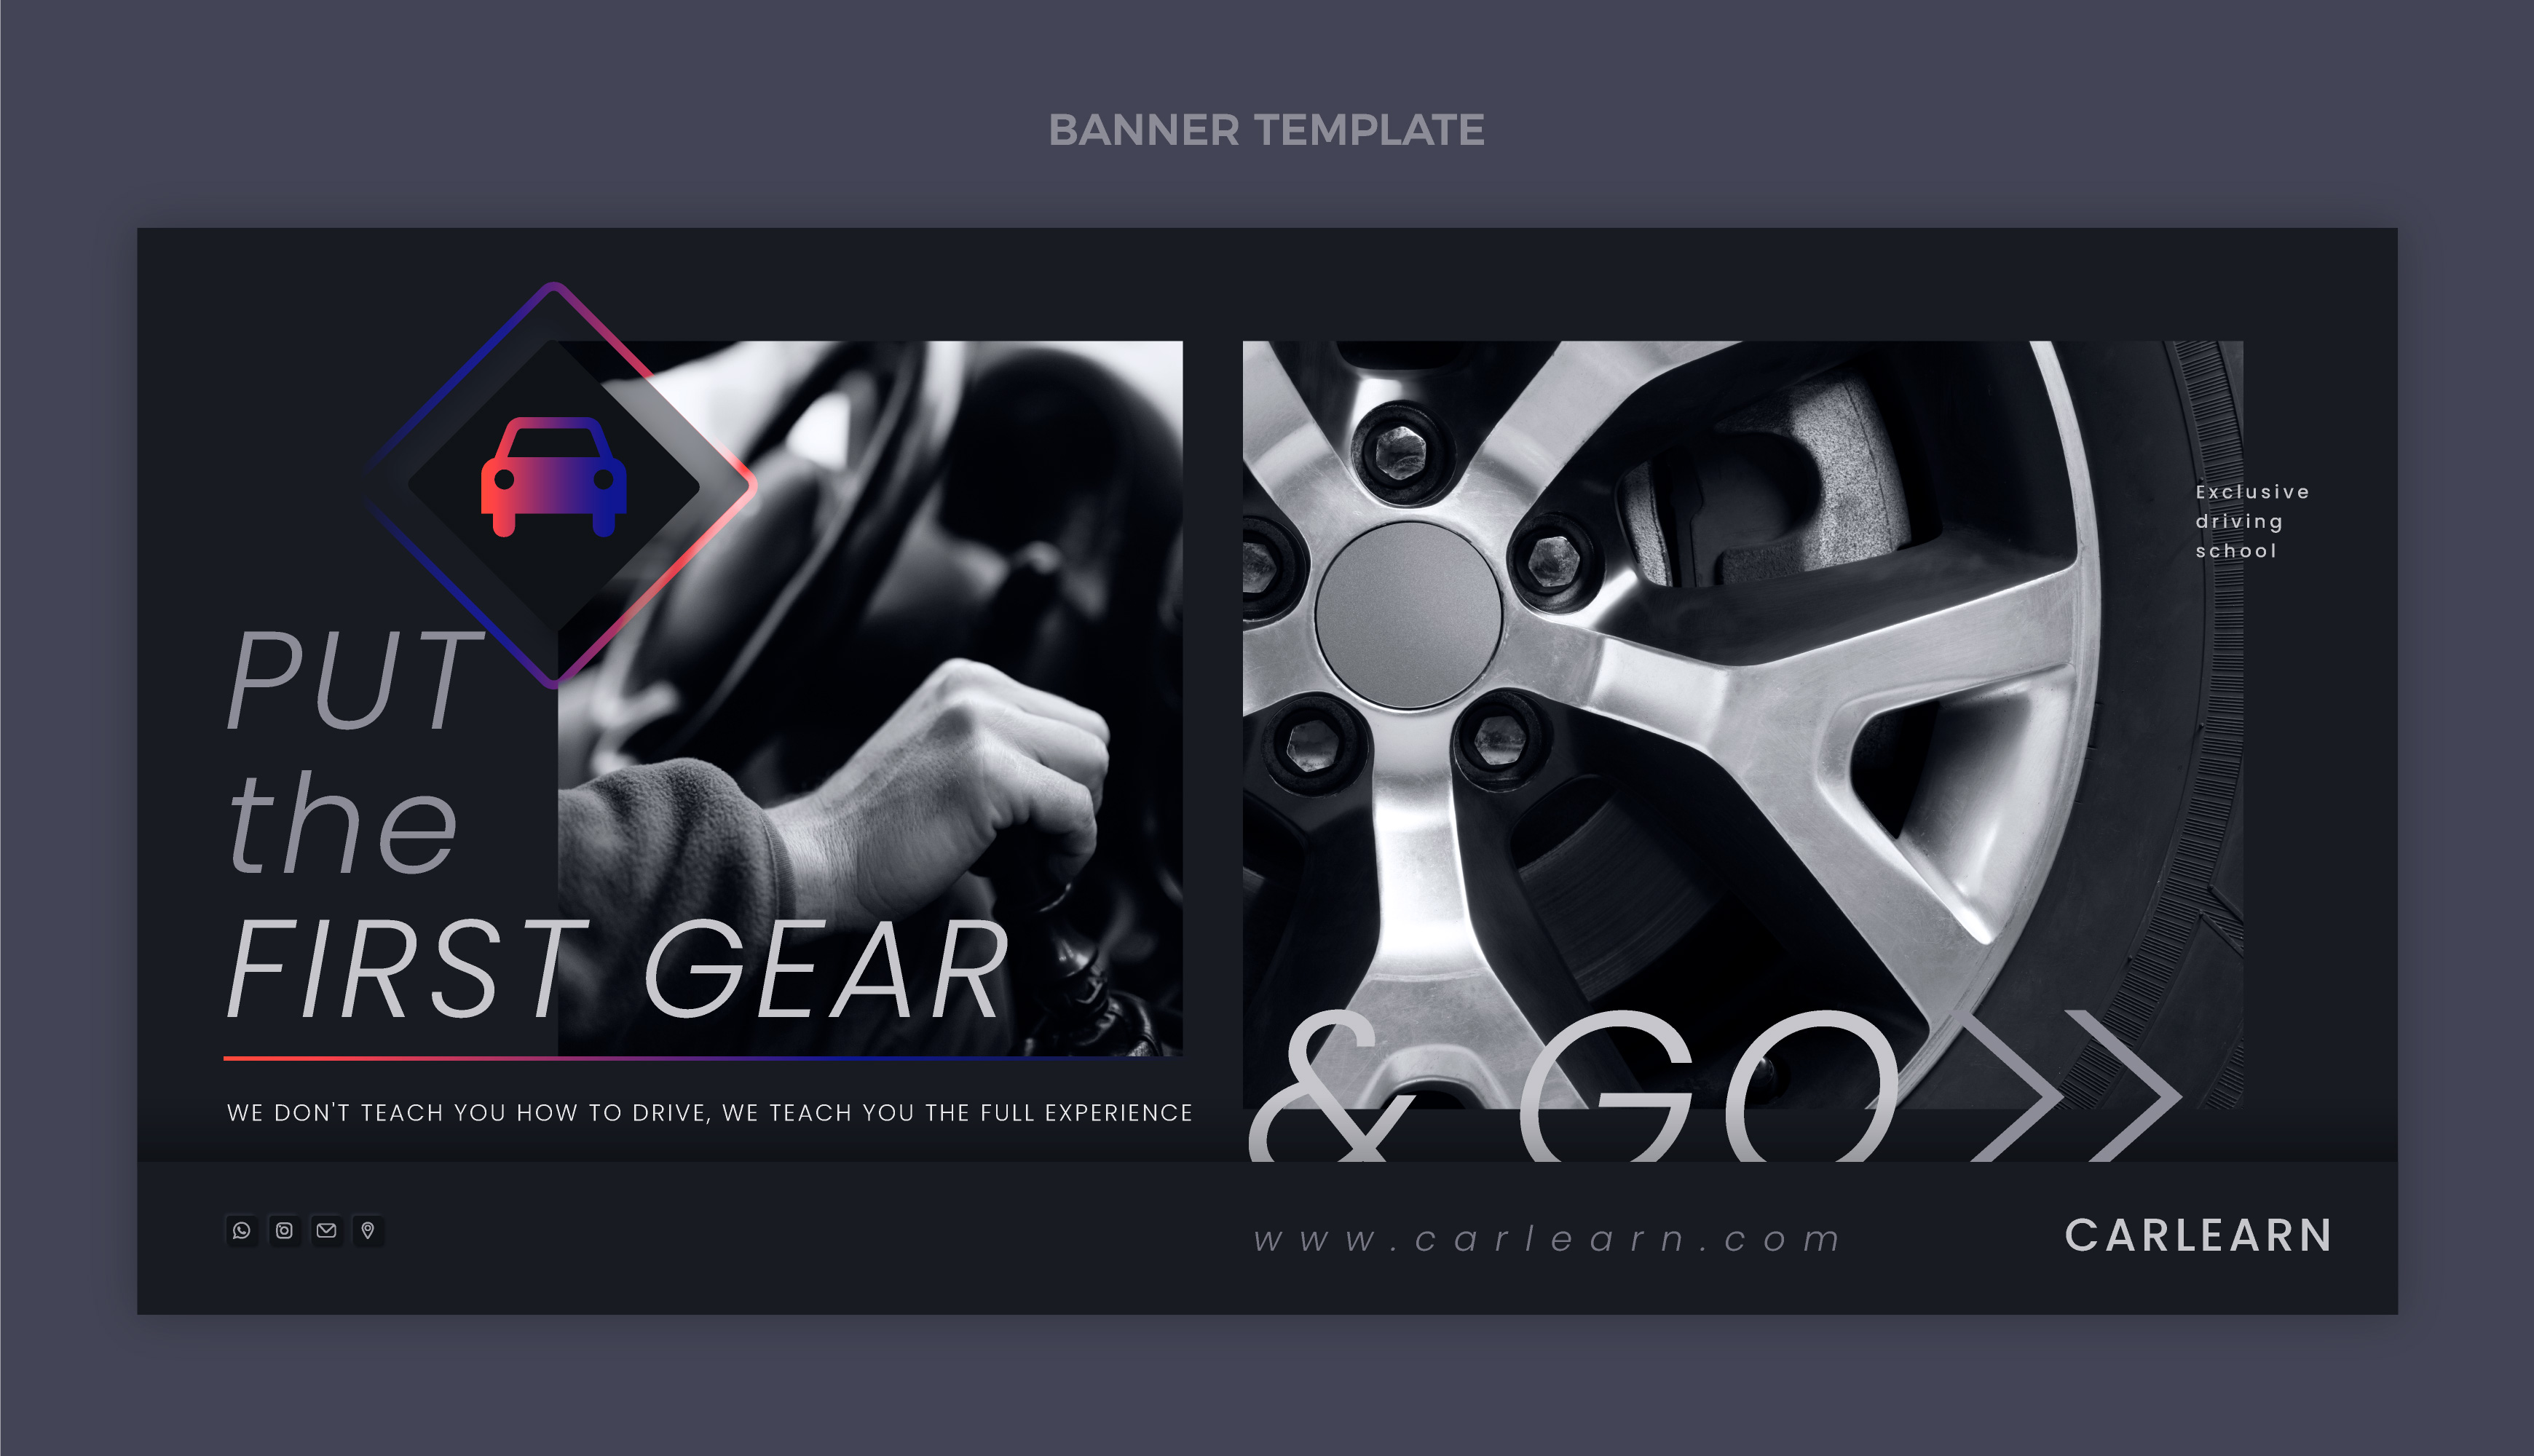 BANNER TEMPLATE
PUT
the
FIRST GEAR
WE DON'T TEACH YOU HOW TO DRIVE, WE TEACH YOU THE FULL EXPERIENCE
Exclusive
driving
school
& GO
www.carlearn.com
CARLEARN